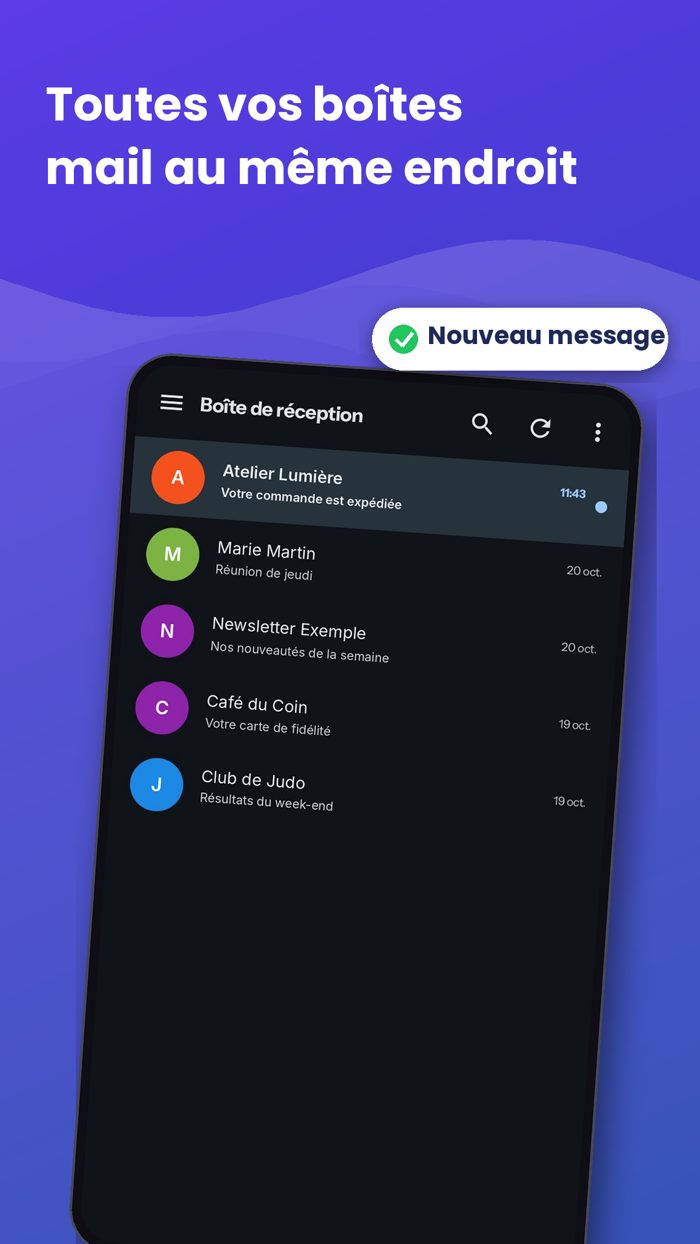 Toutes vos boîtes
mail au même endroit
Nouveau message
Boîte de réception
A
Atelier Lumière
11:43
Votre commande est expédiée
M
Marie Martin
20 oct.
Réunion de jeudi
N
Newsletter Exemple
20 oct.
Nos nouveautés de la semaine
C
Café du Coin
19 oct.
Votre carte de fidélité
J
Club de Judo
19 oct.
Résultats du week-end